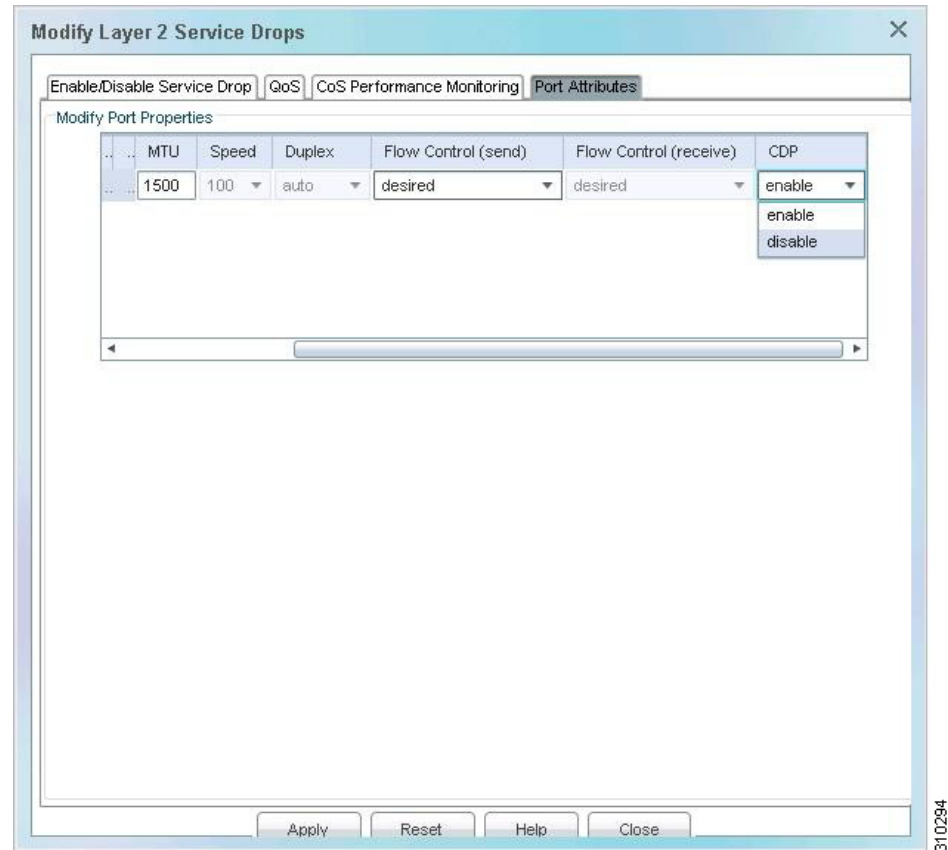 Modify Layer 2 Service Drops
Enable/Disable Service Drop QoS CoS Performance Monitoring Port Attributes
Modify Port Properties
.. .. MTU Speed Duplex Flow Control (send) Flow Control (receive) CDP
.. .. 1500 100 auto desired desired enable
enable
disable
Apply Reset Help Close
310294